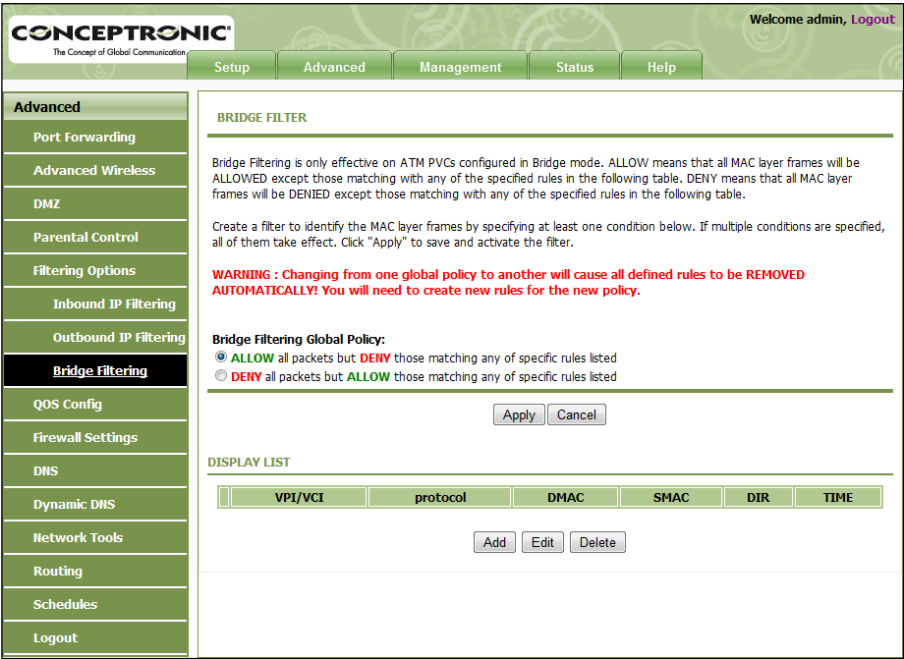 CONCEPTRONIC®
The Concept of Global Communication
Welcome admin, Logout
Setup Advanced Management Status Help
Advanced
Port Forwarding
Advanced Wireless
DMZ
Parental Control
Filtering Options
Inbound IP Filtering
Outbound IP Filtering
Bridge Filtering
QOS Config
Firewall Settings
DNS
Dynamic DNS
Network Tools
Routing
Schedules
Logout
BRIDGE FILTER
Bridge Filtering is only effective on ATM PVCs configured in Bridge mode. ALLOW means that all MAC layer frames will be
ALLOWED except those matching with any of the specified rules in the following table. DENY means that all MAC layer
frames will be DENIED except those matching with any of the specified rules in the following table.
Create a filter to identify the MAC layer frames by specifying at least one condition below. If multiple conditions are specified,
all of them take effect. Click "Apply" to save and activate the filter.
WARNING : Changing from one global policy to another will cause all defined rules to be REMOVED
AUTOMATICALLY! You will need to create new rules for the new policy.
Bridge Filtering Global Policy:
ALLOW all packets but DENY those matching any of specific rules listed
DENY all packets but ALLOW those matching any of specific rules listed
Apply Cancel
DISPLAY LIST
VPI/VCI protocol DMAC SMAC DIR TIME
Add Edit Delete